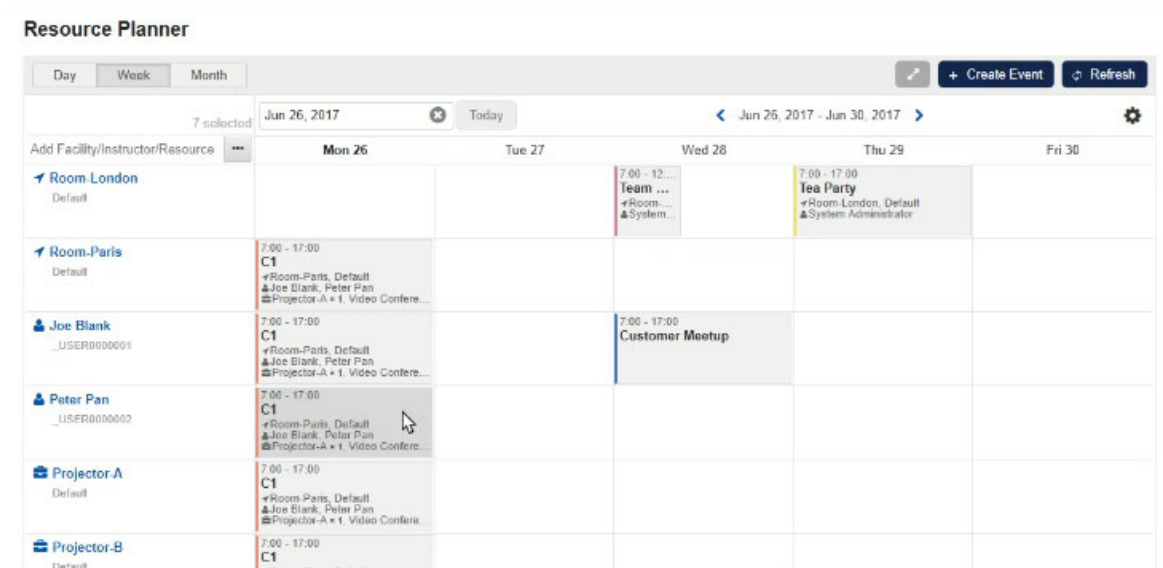 Resource Planner
Day Week Month + Create Event Refresh
7 selected Jun 26, 2017 Today Jun 26, 2017 - Jun 30, 2017
Add Facility/Instructor/Resource ··· Mon 26 Tue 27 Wed 28 Thu 29 Fri 30
Room-London
Default
7:00 - 12:...
Team ...
Room-...
System...
7:00 - 17:00
Tea Party
Room-London, Default
System Administrator
Room-Paris
Default
7:00 - 17:00
C1
Room-Paris, Default
Joe Blank, Peter Pan
Projector-A × 1, Video Confere...
Joe Blank
_USER0000001
7:00 - 17:00
C1
Room-Paris, Default
Joe Blank, Peter Pan
Projector-A × 1, Video Confere...
7:00 - 17:00
Customer Meetup
Peter Pan
_USER0000002
7:00 - 17:00
C1
Room-Paris, Default
Joe Blank, Peter Pan
Projector-A × 1, Video Confere...
Projector-A
Default
7:00 - 17:00
C1
Room-Paris, Default
Joe Blank, Peter Pan
Projector-A × 1, Video Confere...
Projector-B
Default
7:00 - 17:00
C1